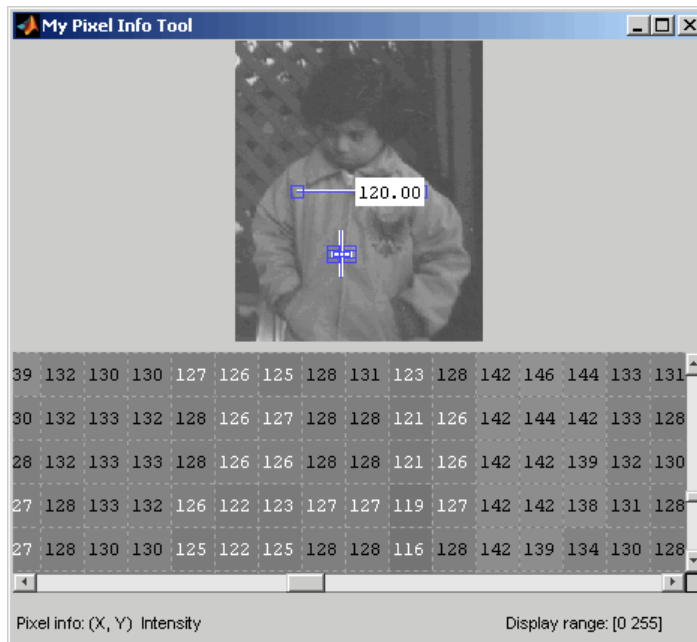 My Pixel Info Tool
120.00
39 132 130 130 127 126 125 128 131 123 128 142 146 144 133 131
30 132 133 132 128 126 127 128 128 121 126 142 144 142 133 128
28 132 133 133 128 126 126 128 128 121 126 142 142 139 132 130
27 128 133 132 126 122 123 127 127 119 127 142 142 138 131 128
27 128 130 130 125 122 125 128 128 116 128 142 139 134 130 128
Pixel info: (X, Y) Intensity
Display range: [0 255]